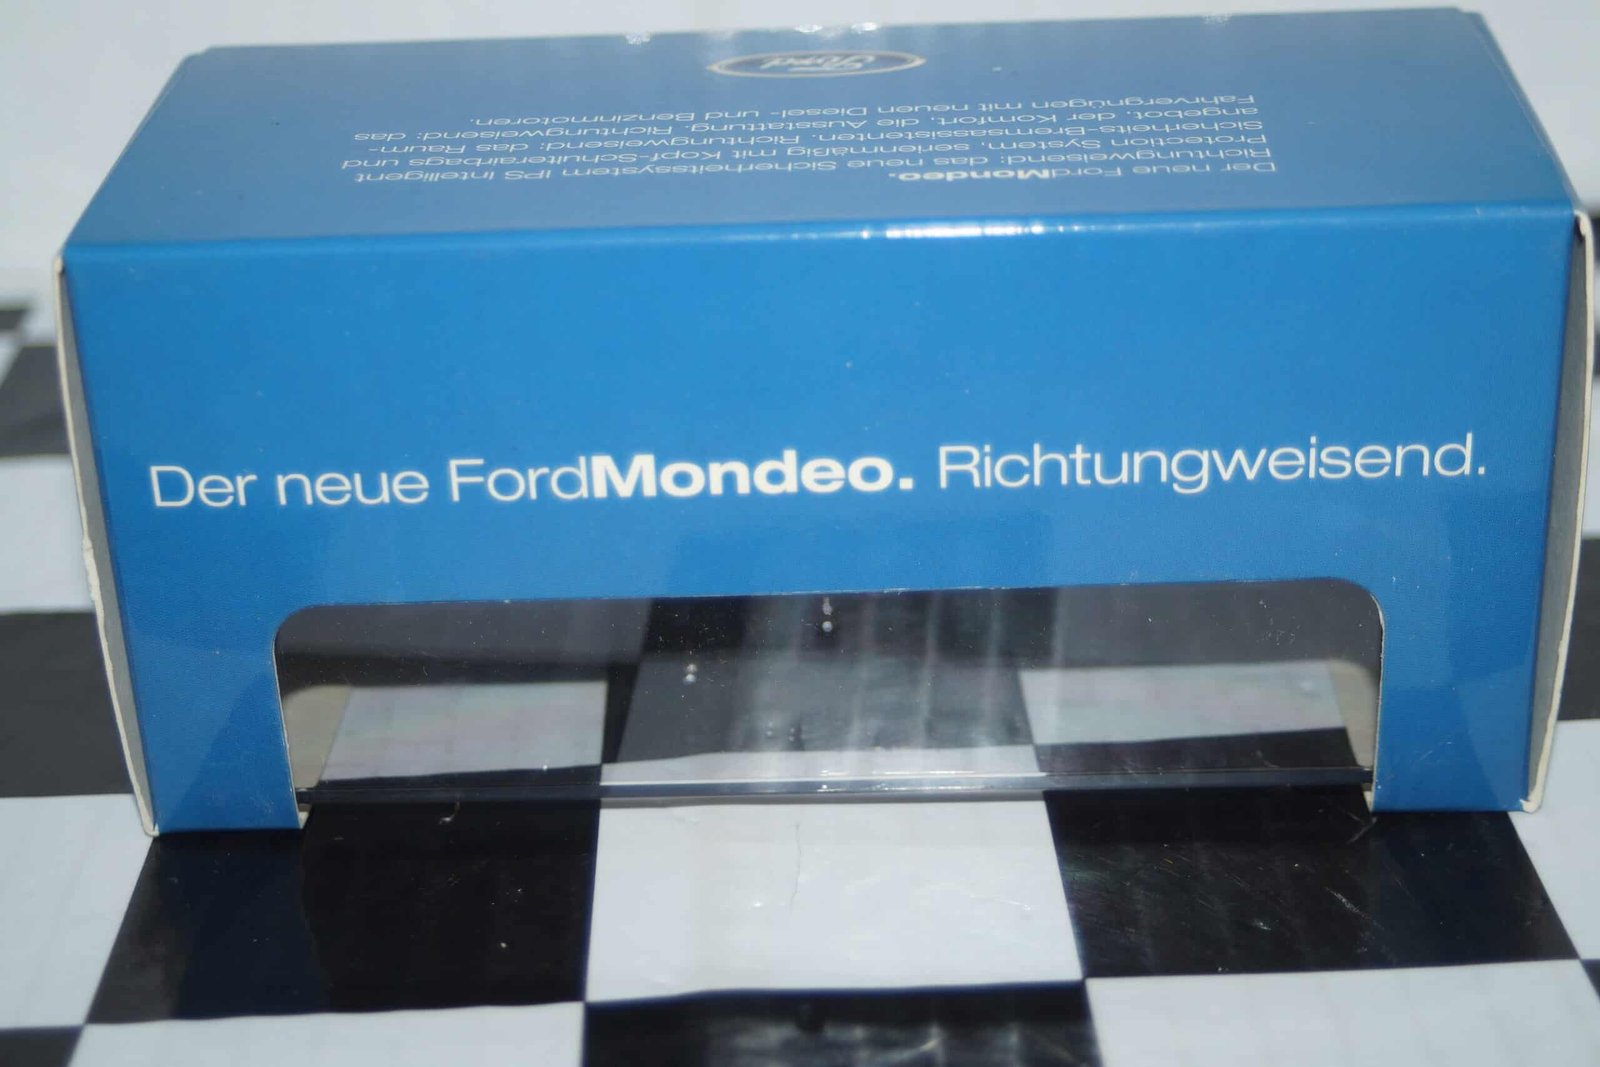 Ford
Der neue FordMondeo.
Richtungweisend: das neue Sicherheitssystem IPS Intelligent
Protection System, serienmäßig mit Kopf-Schulterairbags und
Sicherheits-Bremsassistenten. Richtungweisend: das Raum-
angebot, der Komfort, die Ausstattung. Richtungweisend: das
Fahrvergnügen mit neuen Diesel- und Benzinmotoren.
Der neue FordMondeo. Richtungweisend.